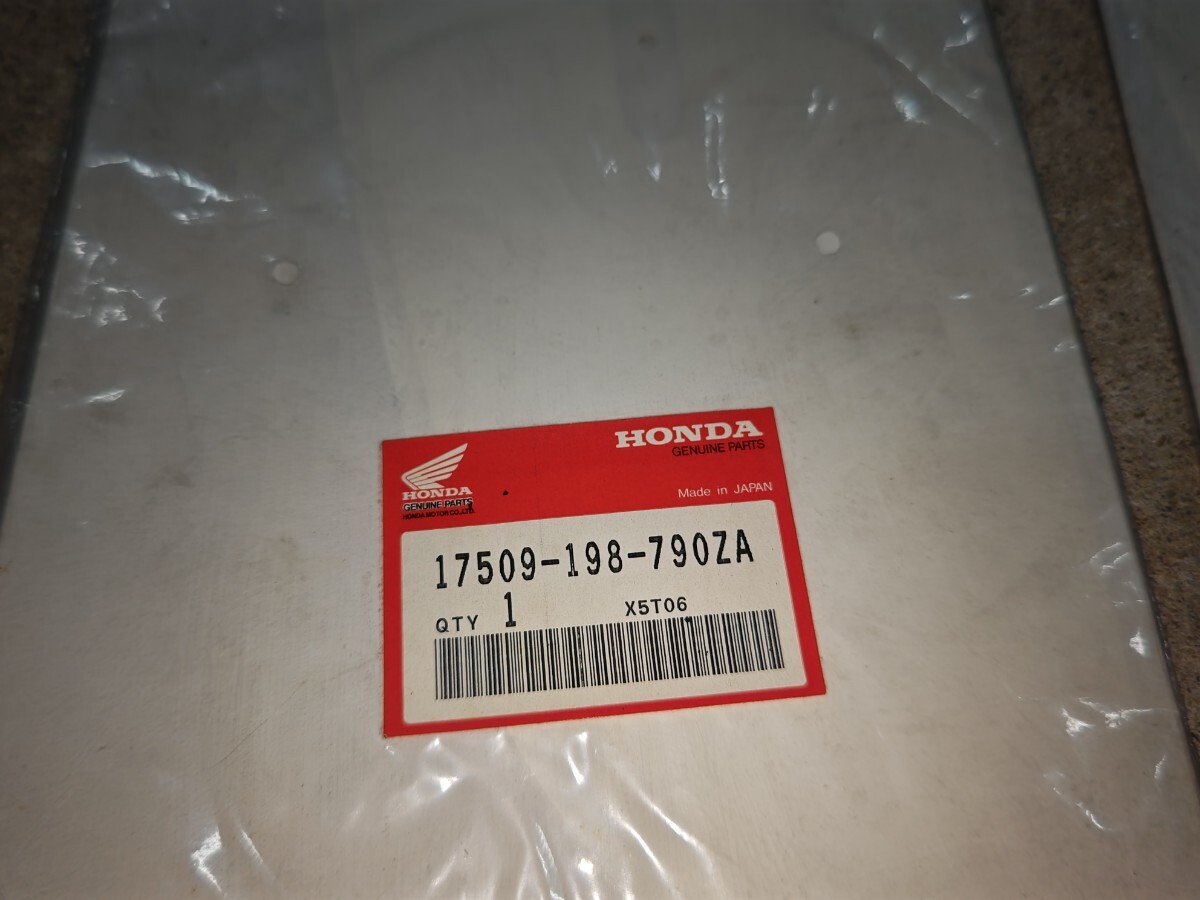 HONDA
GENUINE PARTS
Made in JAPAN
HONDA
GENUINE PARTS
HONDA MOTOR CO.,LTD.
17509-198-790ZA
QTY 1 X5T06